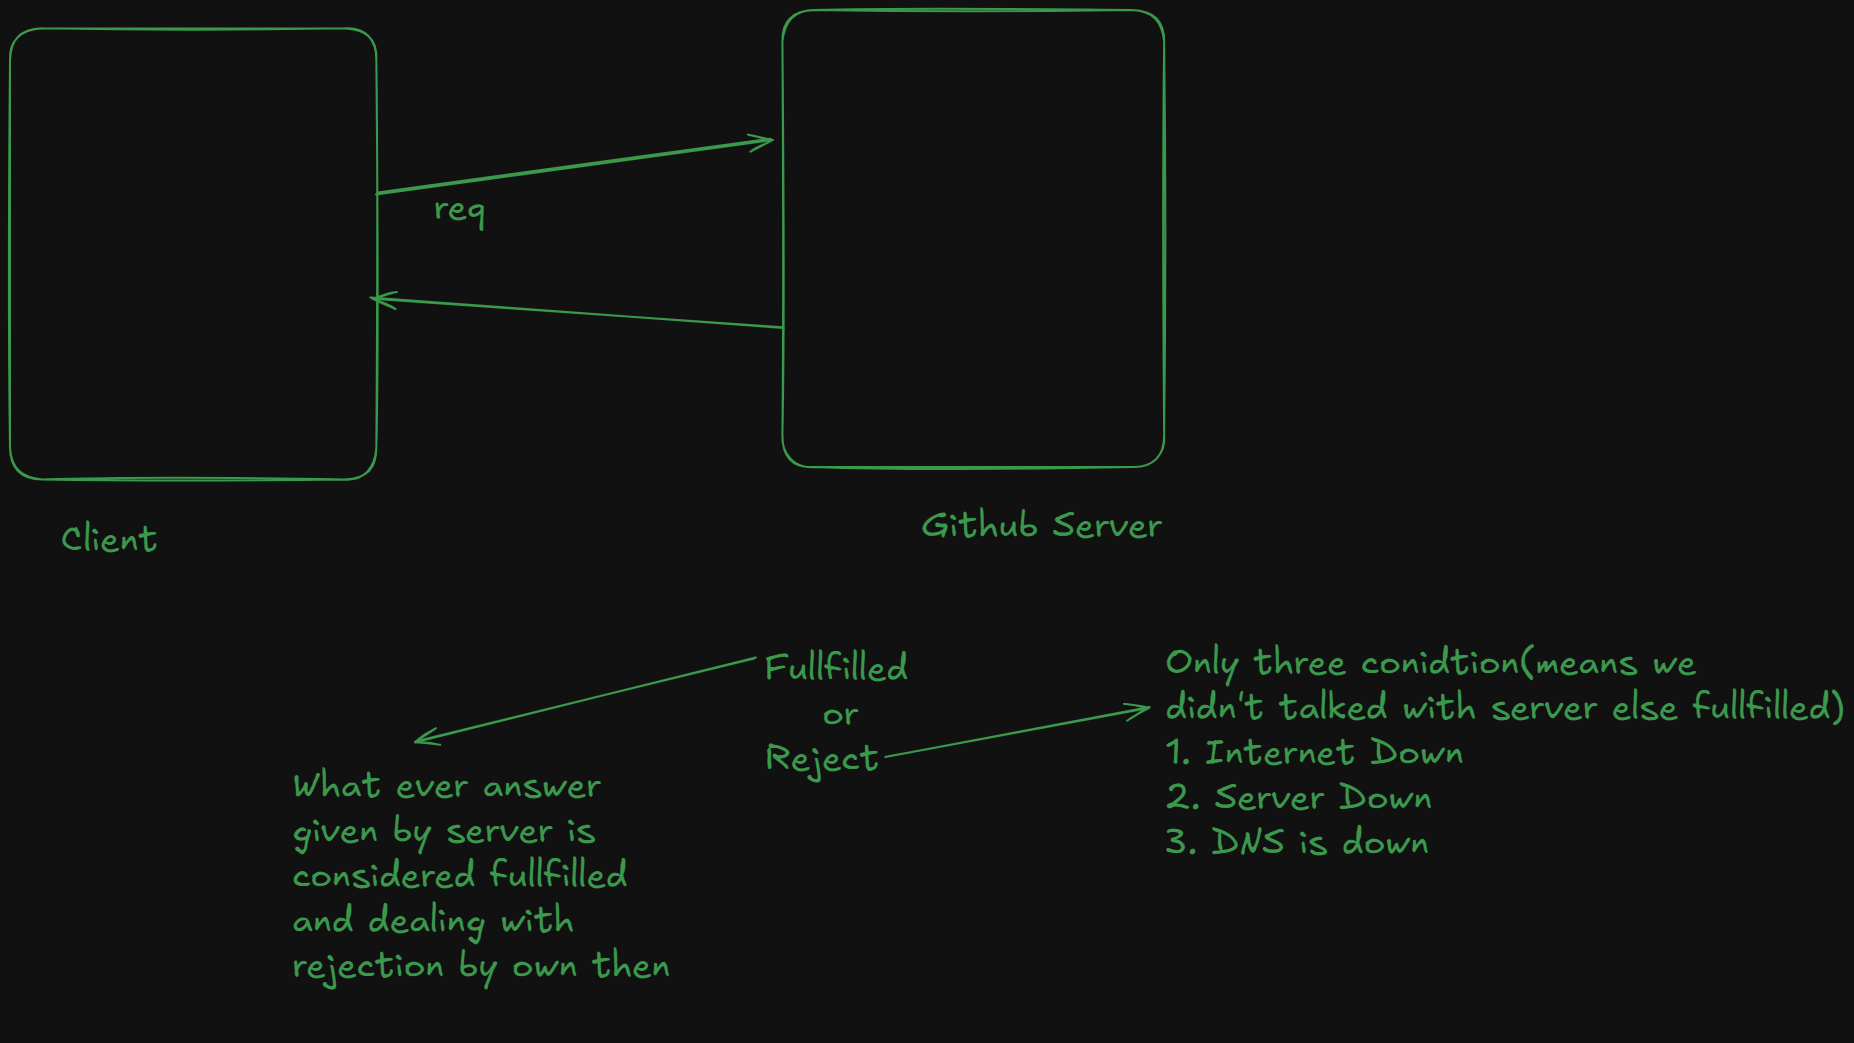 req
Client
Github Server
Fullfilled
or
Reject
What ever answer
given by server is
considered fullfilled
and dealing with
rejection by own then
Only three conidtion(means we
didn't talked with server else fullfilled)
1. Internet Down
2. Server Down
3. DNS is down